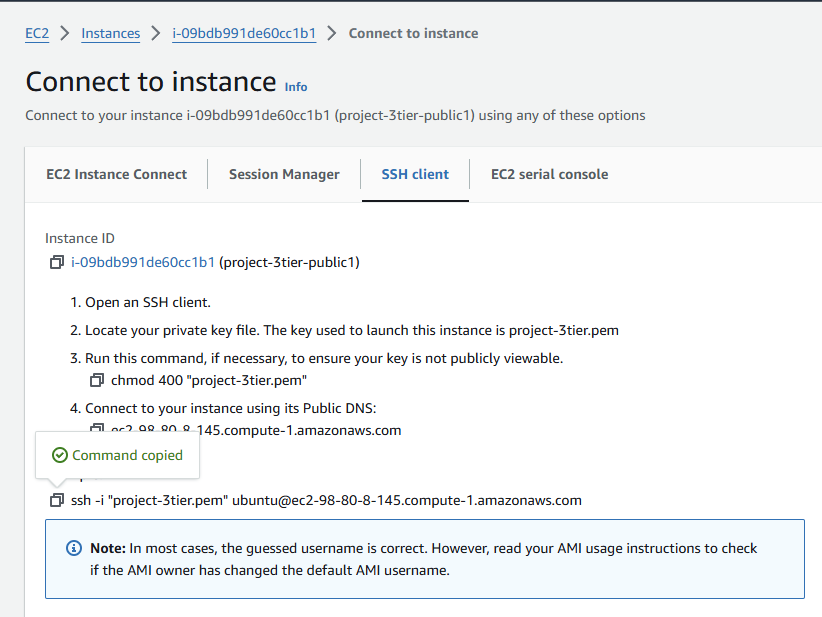 EC2 > Instances > i-09bdb991de60cc1b1 > Connect to instance
Connect to instance Info
Connect to your instance i-09bdb991de60cc1b1 (project-3tier-public1) using any of these options
EC2 Instance Connect Session Manager SSH client EC2 serial console
Instance ID
i-09bdb991de60cc1b1 (project-3tier-public1)
1. Open an SSH client.
2. Locate your private key file. The key used to launch this instance is project-3tier.pem
3. Run this command, if necessary, to ensure your key is not publicly viewable.
chmod 400 "project-3tier.pem"
4. Connect to your instance using its Public DNS:
ec2-98-80-8-145.compute-1.amazonaws.com
Command copied
ssh -i "project-3tier.pem" ubuntu@ec2-98-80-8-145.compute-1.amazonaws.com
Note: In most cases, the guessed username is correct. However, read your AMI usage instructions to check
if the AMI owner has changed the default AMI username.